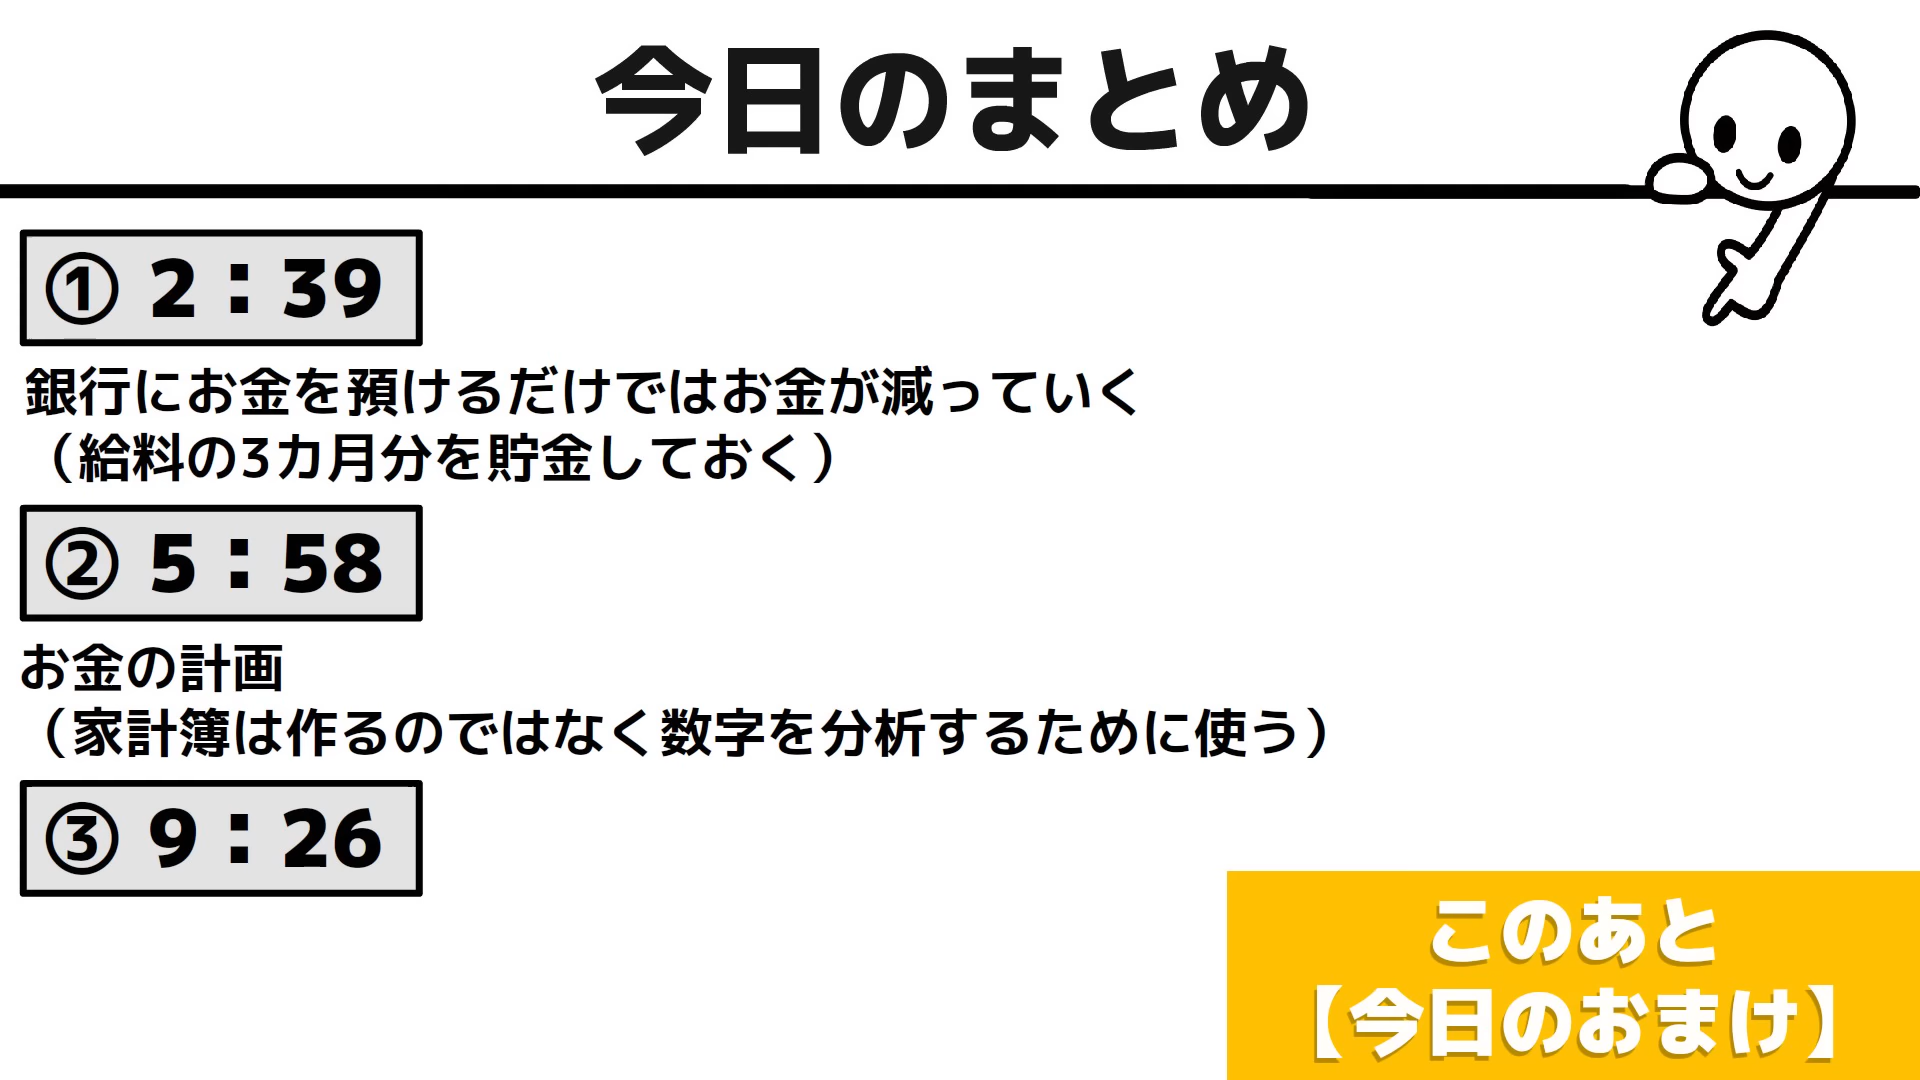 今日のまとめ
① 2：39
銀行にお金を預けるだけではお金が減っていく
（給料の3カ月分を貯金しておく）
② 5：58
お金の計画
（家計簿は作るのではなく数字を分析するために使う）
③ 9：26
このあと
【今日のおまけ】